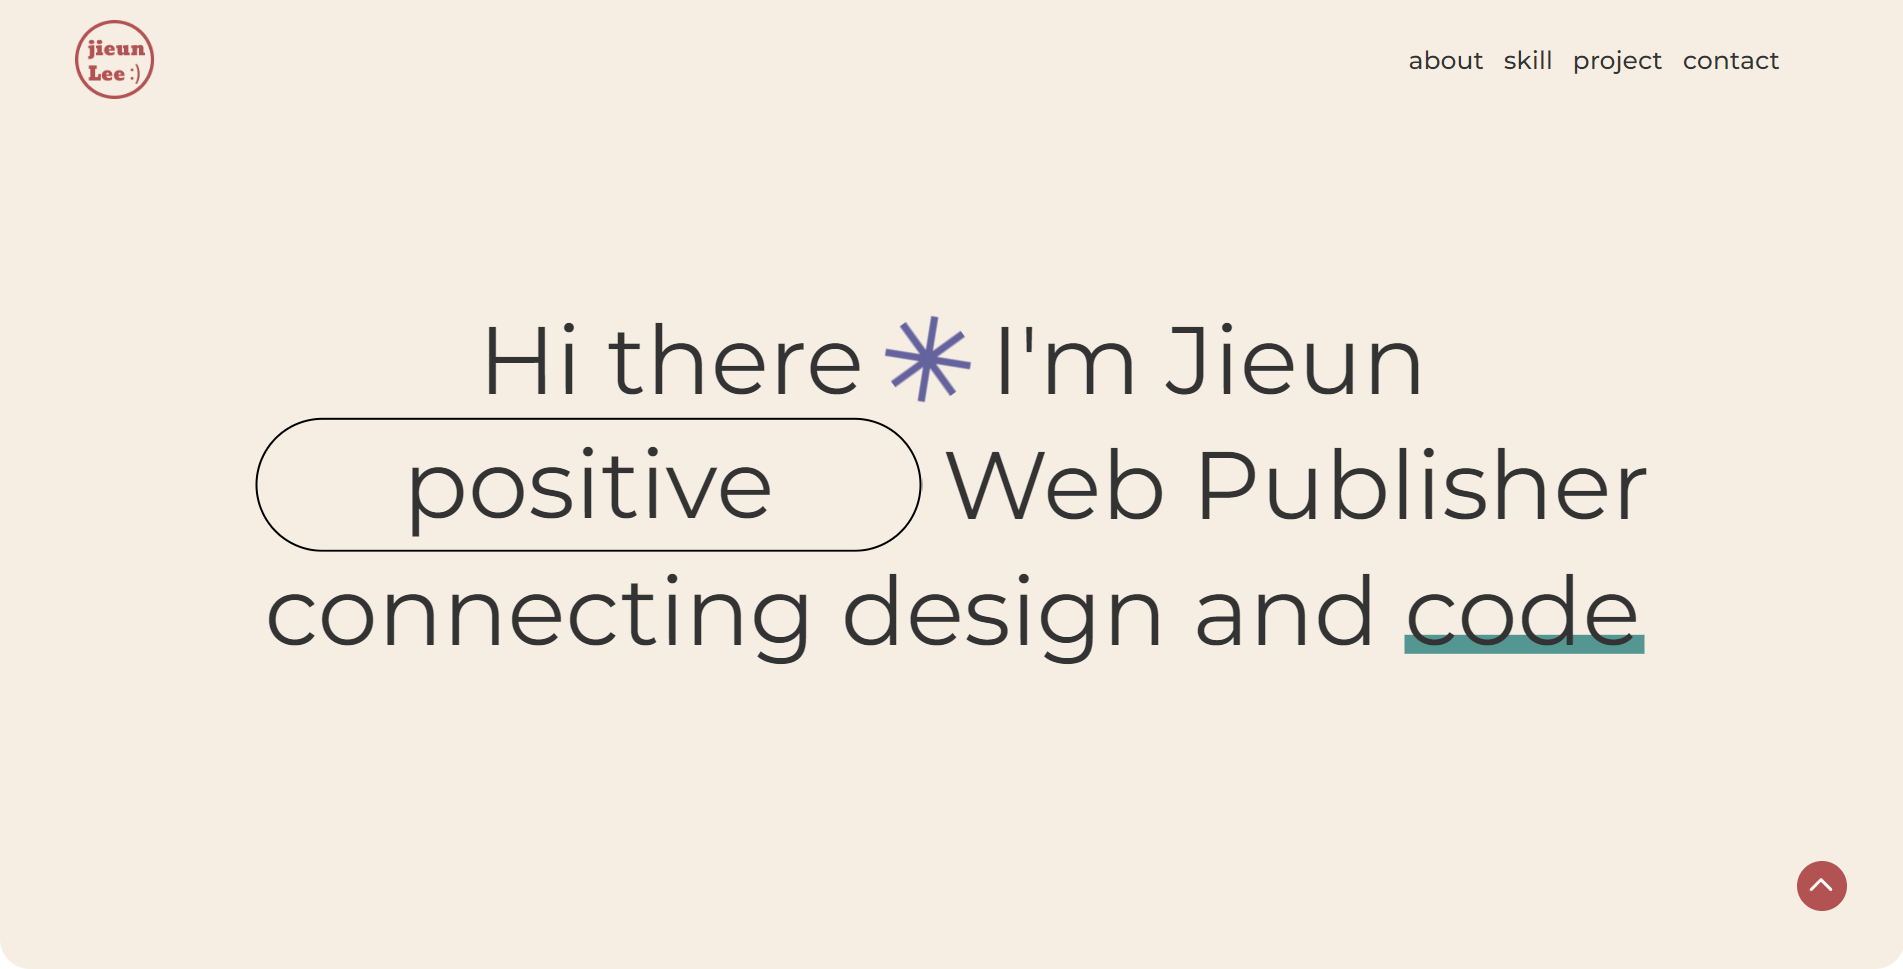 jieun
Lee :)
about skill project contact
Hi there I'm Jieun
positive Web Publisher
connecting design and code